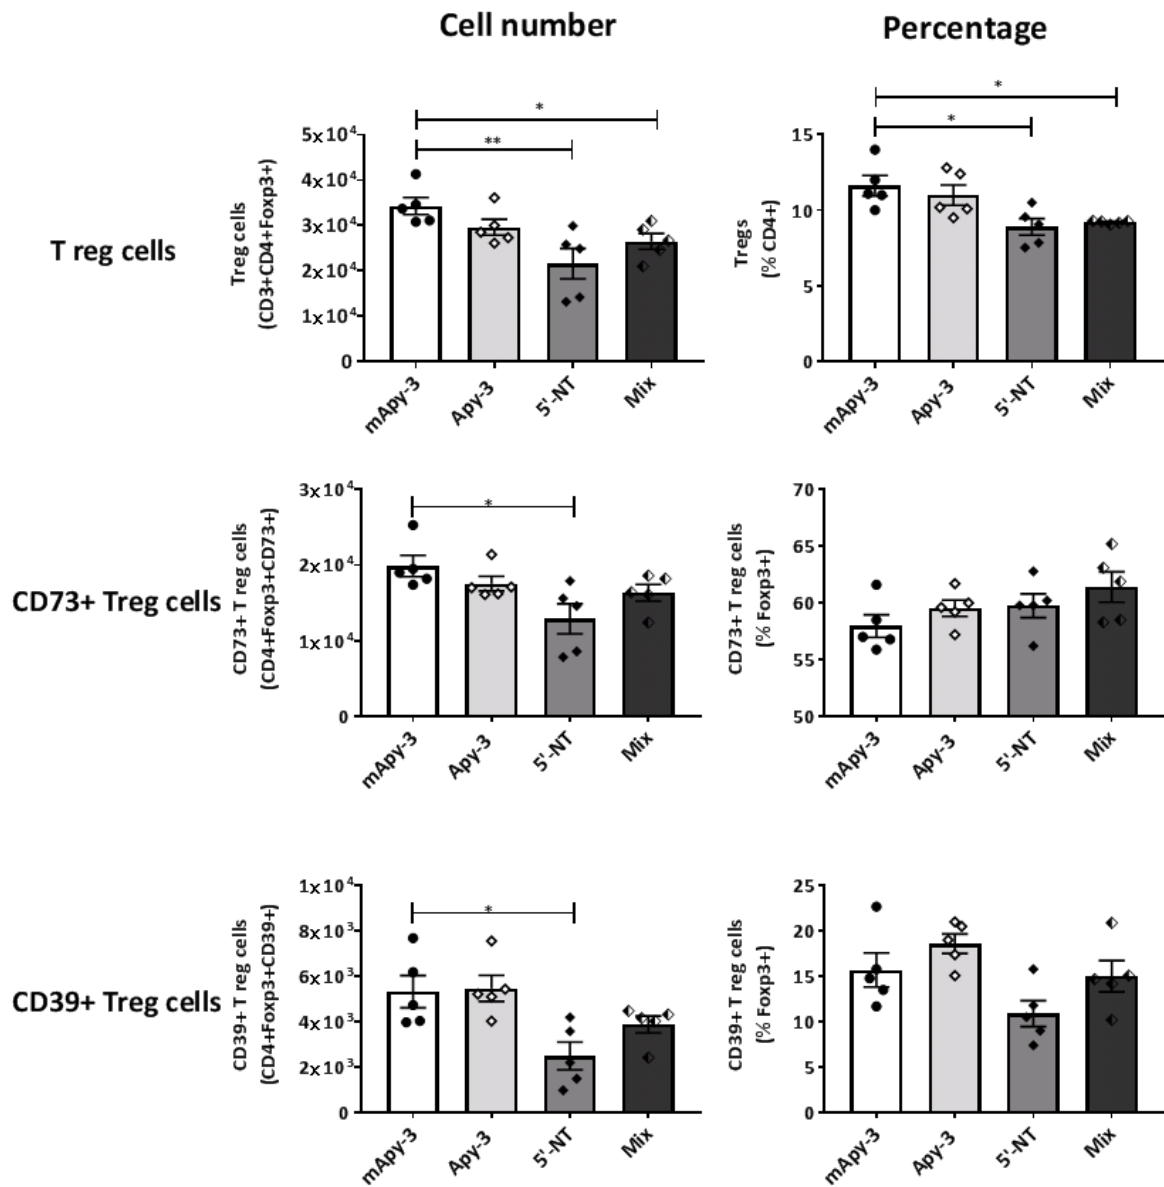 Cell number
Percentage
T reg cells
Treg cells
(CD3+CD4+Foxp3+)
5x10⁴
4x10⁴
3x10⁴
2x10⁴
1x10⁴
0
*
**
mApy-3
Apy-3
5'-NT
Mix
Tregs
(% CD4+)
15
10
5
0
*
*
mApy-3
Apy-3
5'-NT
Mix
CD73+ Treg cells
CD73+ T reg cells
(CD4+Foxp3+CD73+)
3x10⁴
2x10⁴
1x10⁴
0
*
mApy-3
Apy-3
5'-NT
Mix
CD73+ T reg cells
(% Foxp3+)
70
65
60
55
50
mApy-3
Apy-3
5'-NT
Mix
CD39+ Treg cells
CD39+ T reg cells
(CD4+Foxp3+CD39+)
1x10⁴
8x10³
6x10³
4x10³
2x10³
0
*
mApy-3
Apy-3
5'-NT
Mix
CD39+ T reg cells
(% Foxp3+)
25
20
15
10
5
0
mApy-3
Apy-3
5'-NT
Mix